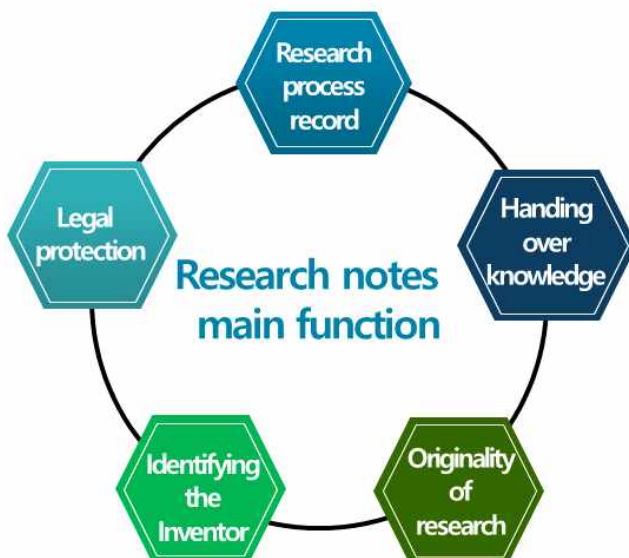 Research
process
record
Handing
over
knowledge
Originality
of
research
Identifying
the
Inventor
Legal
protection
Research notes
main function